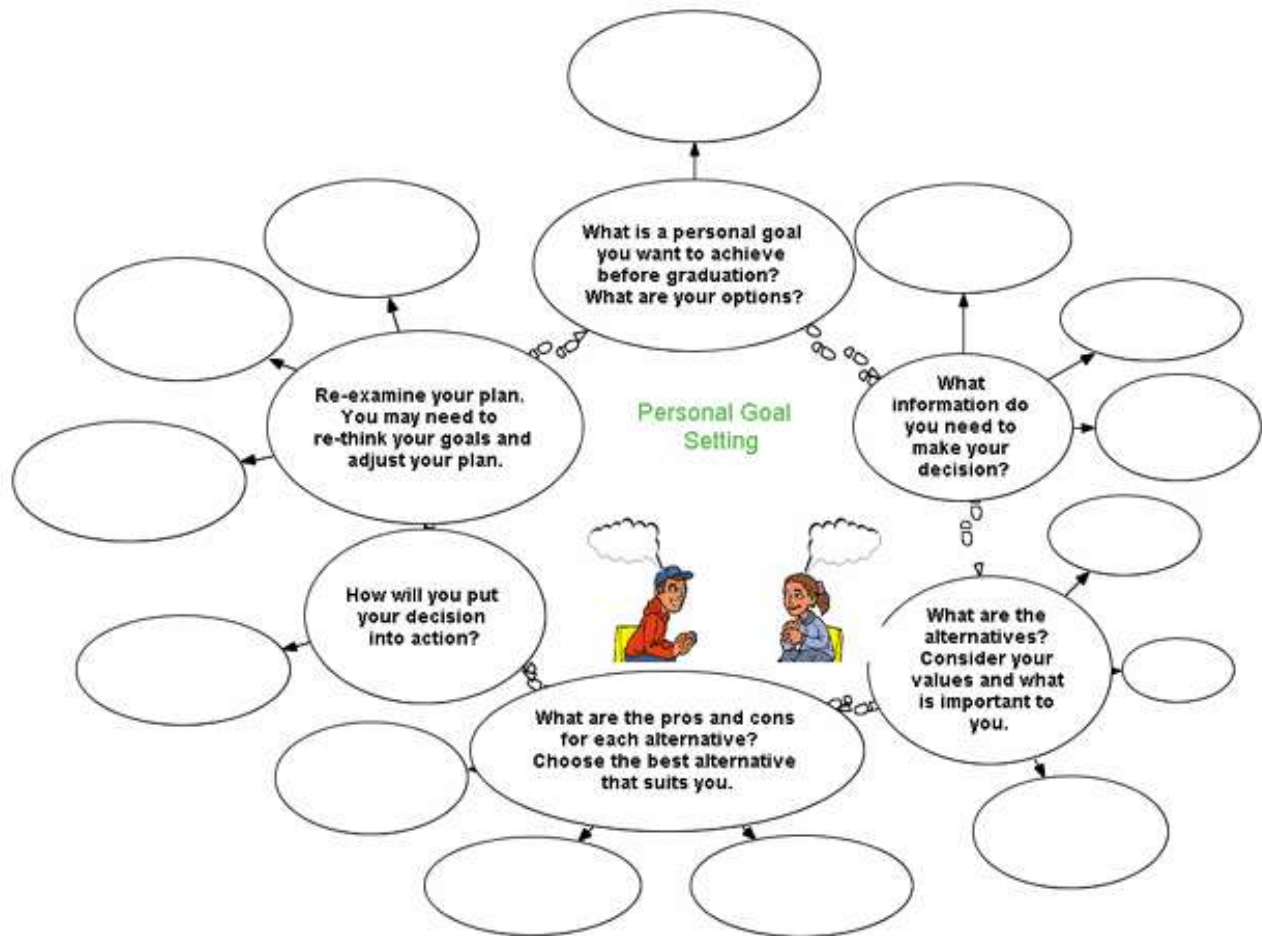 What is a personal goal
you want to achieve
before graduation?
What are your options?
Re-examine your plan.
You may need to
re-think your goals and
adjust your plan.
Personal Goal
Setting
What
information do
you need to
make your
decision?
How will you put
your decision
into action?
What are the
alternatives?
Consider your
values and what
is important to
you.
What are the pros and cons
for each alternative?
Choose the best alternative
that suits you.